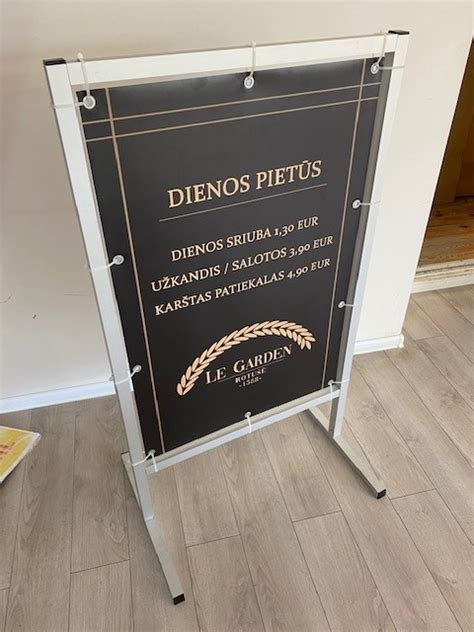 DIENOS PIETŪS
DIENOS SRIUBA 1,30 EUR
UŽKANDIS / SALOTOS 3,90 EUR
KARŠTAS PATIEKALAS 4,90 EUR
LE GARDEN
ROTUŠĖ
-1588-